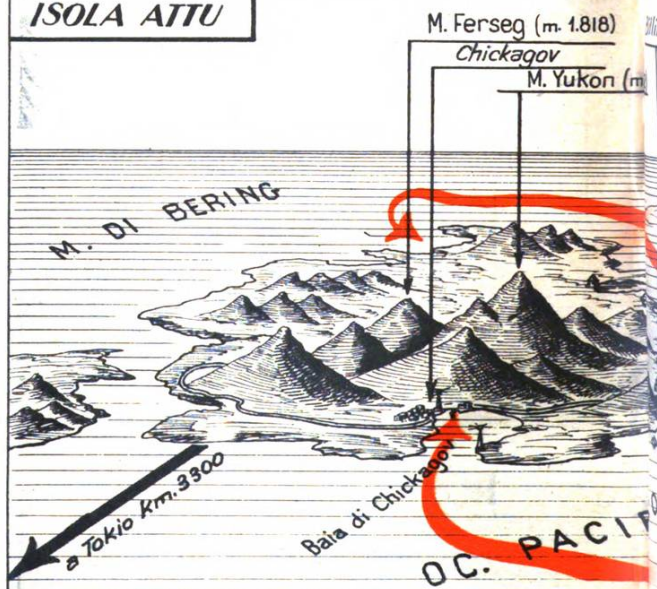 ISOLA ATTU
M. Ferseg (m. 1.818)
Chickagov
M. Yukon (m
M. DI BERING
a Tokio km. 3300
Baia di Chickagov
OC. PACIF